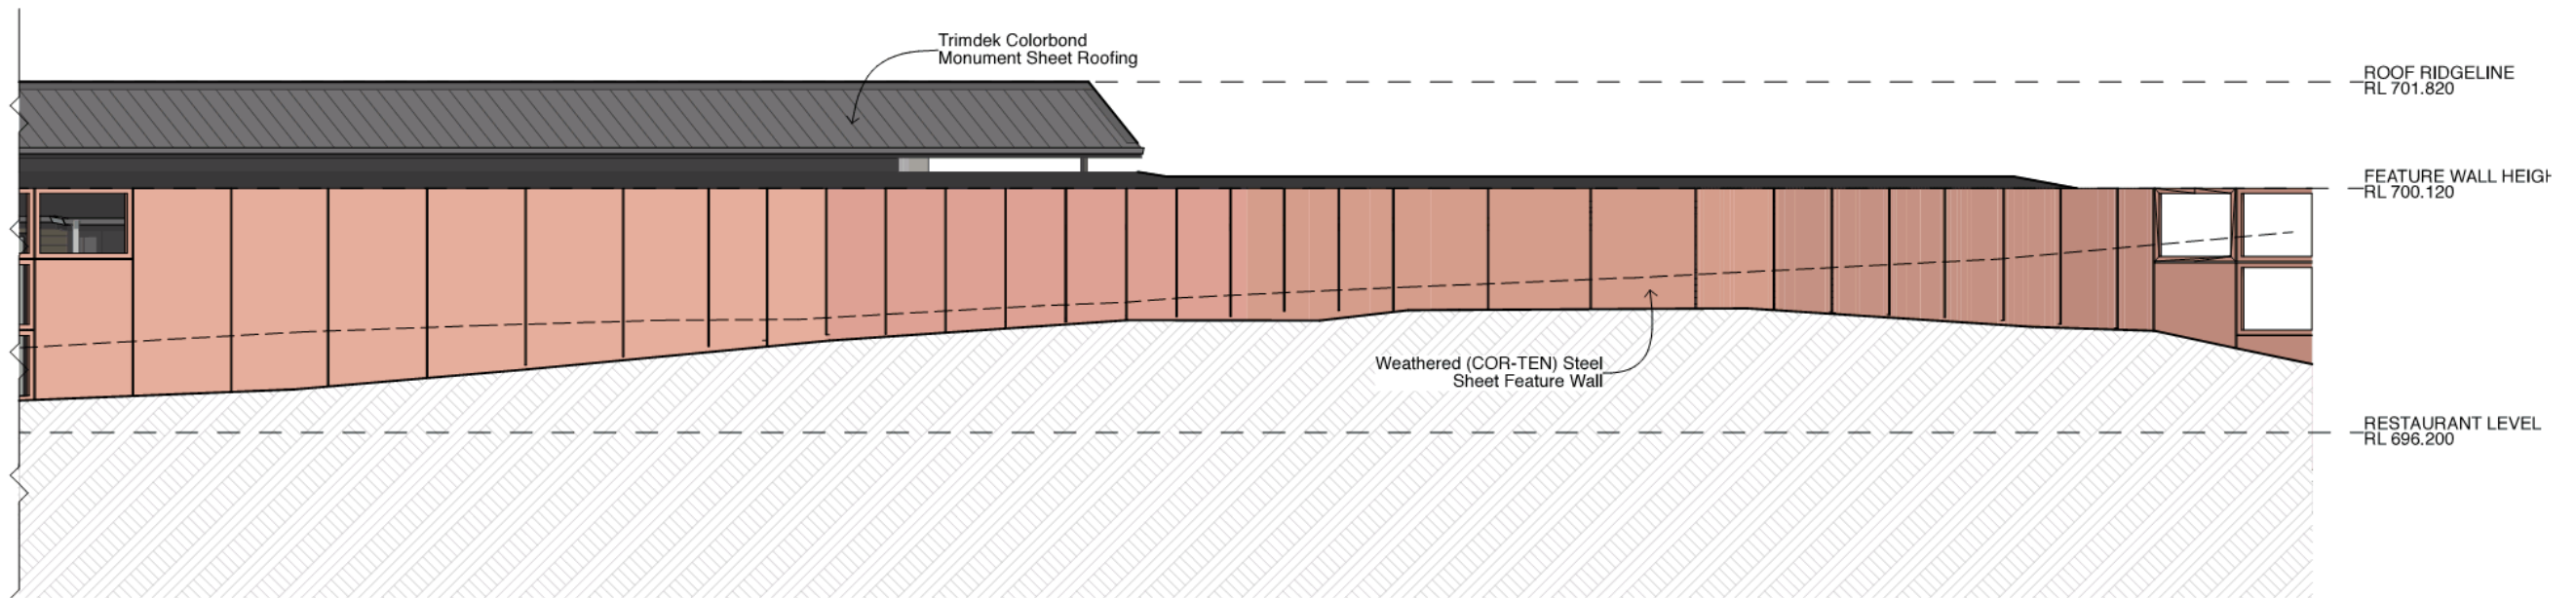 Trimdek Colorbond
Monument Sheet Roofing
ROOF RIDGELINE
RL 701.820
FEATURE WALL
RL 700.120
Weathered (COR-TEN) Steel
Sheet Feature Wall
RESTAURANT LEVEL
RL 696.200